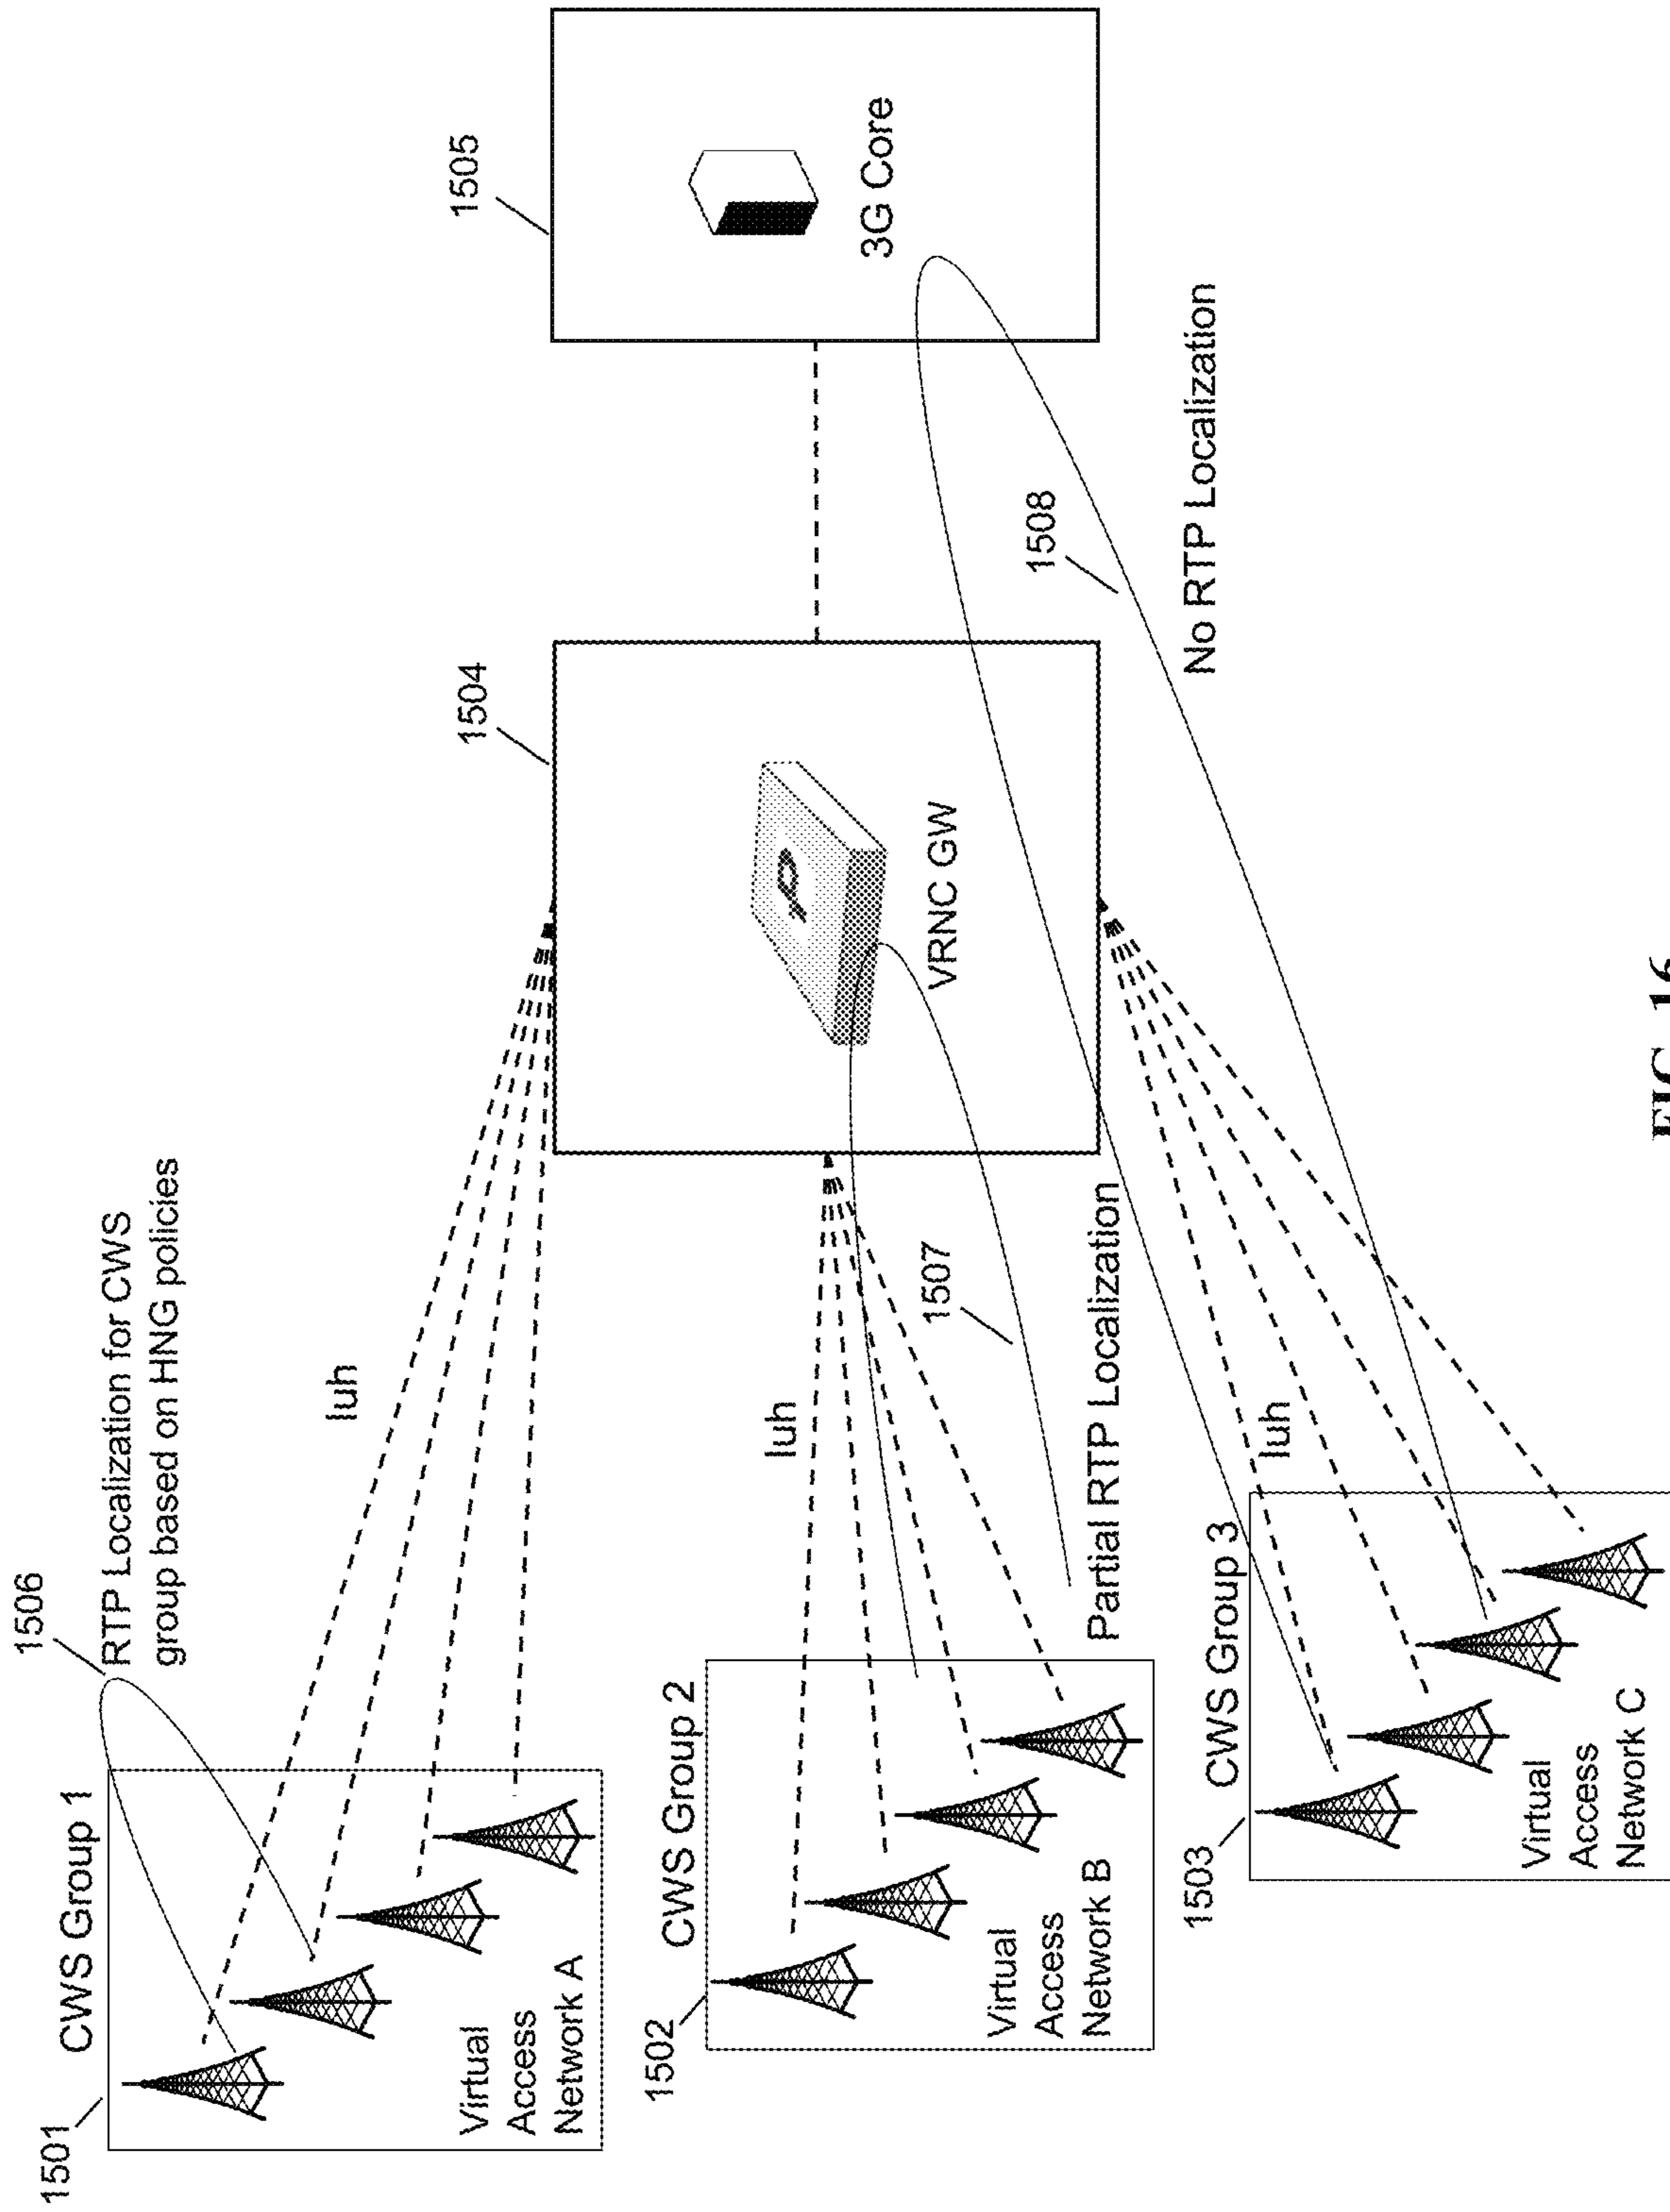 1501
CWS Group 1
Virtual
Access
Network A
1506
RTP Localization for CWS
group based on HNG policies
Iuh
1502
CWS Group 2
Virtual
Access
Network B
Iuh
1507
Partial RTP Localization
1503
CWS Group 3
Virtual
Access
Network C
Iuh
1504
VRNC GW
1508
No RTP Localization
1505
3G Core
FIG. 16